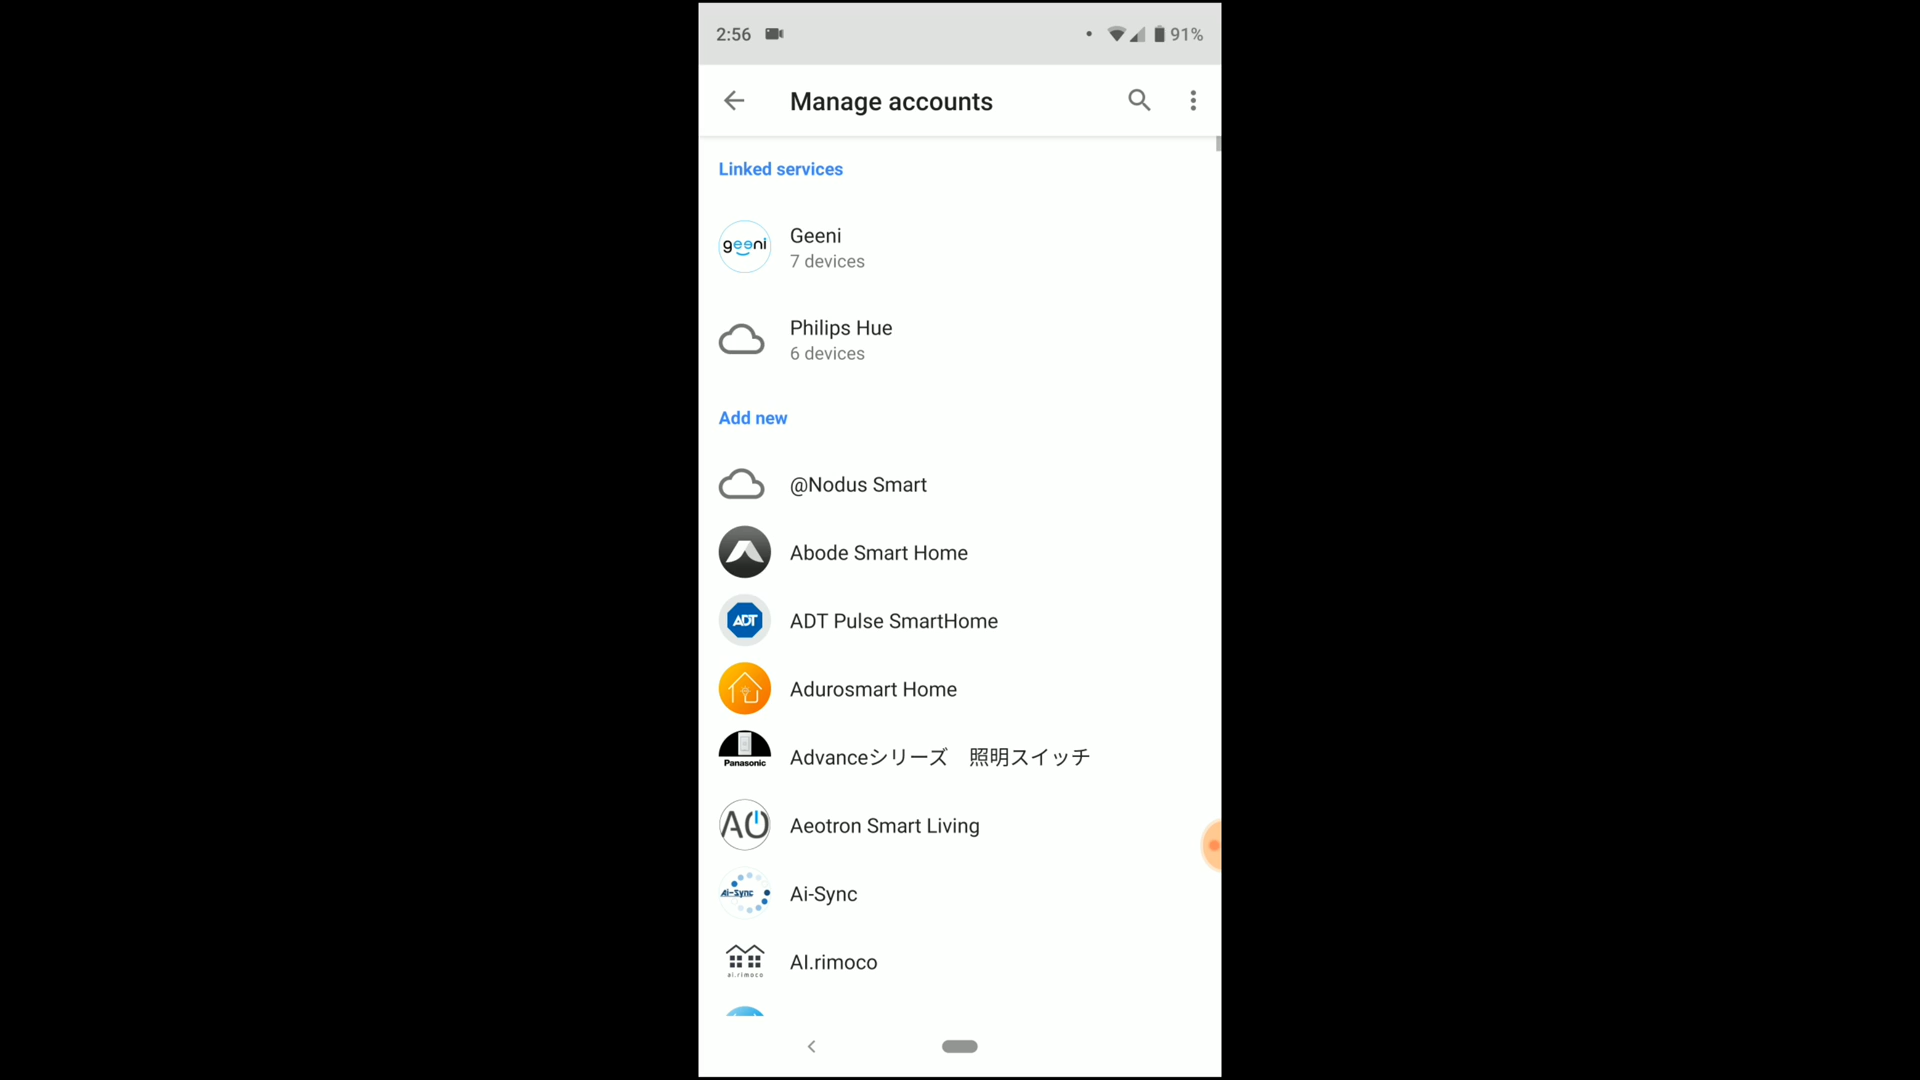 2:56
91%
Manage accounts
Linked services
geeni
Geeni
7 devices
Philips Hue
6 devices
Add new
@Nodus Smart
Abode Smart Home
ADT
ADT Pulse SmartHome
Adurosmart Home
Panasonic
Advanceシリーズ　照明スイッチ
AO
Aeotron Smart Living
Ai-Sync
Ai-Sync
ai.rimoco
AI.rimoco